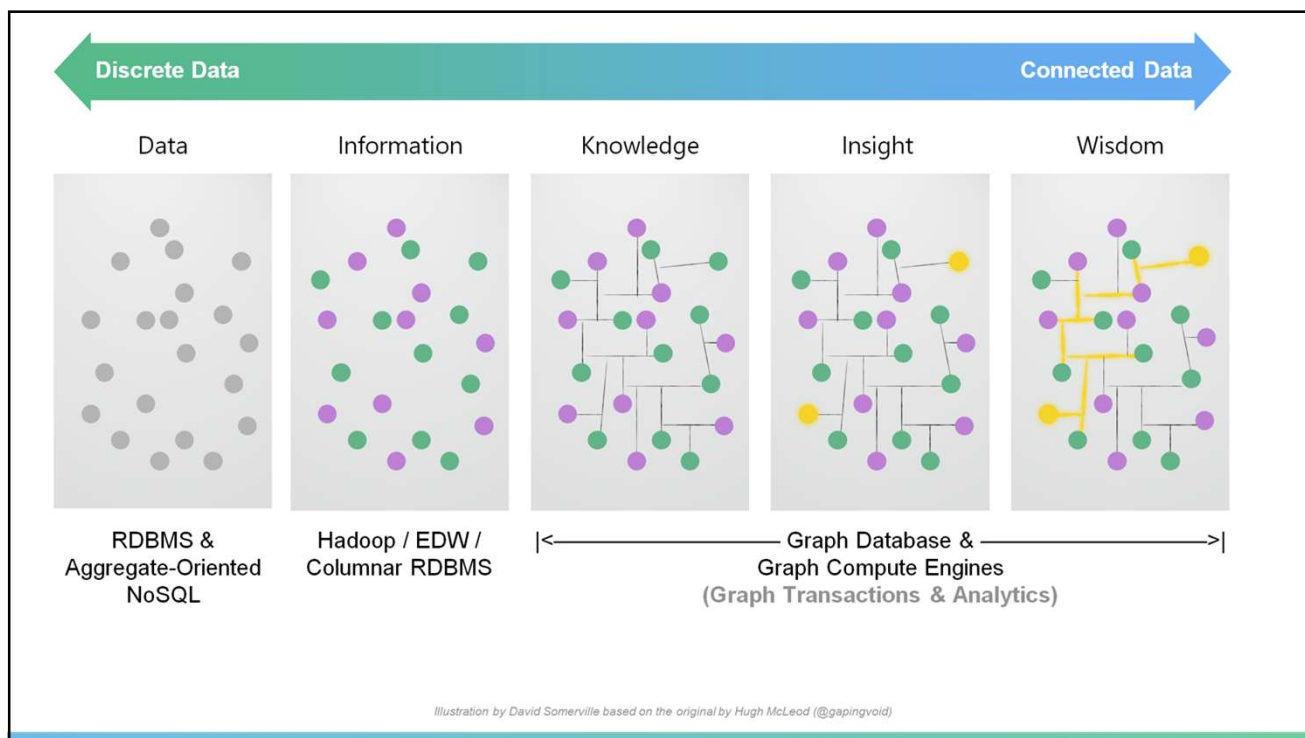 Discrete Data
Connected Data
Data
Information
Knowledge
Insight
Wisdom
RDBMS &
Aggregate-Oriented
NoSQL
Hadoop / EDW /
Columnar RDBMS
Graph Database &
Graph Compute Engines
(Graph Transactions & Analytics)
Illustration by David Somerville based on the original by Hugh McLeod (@gapingvoid)